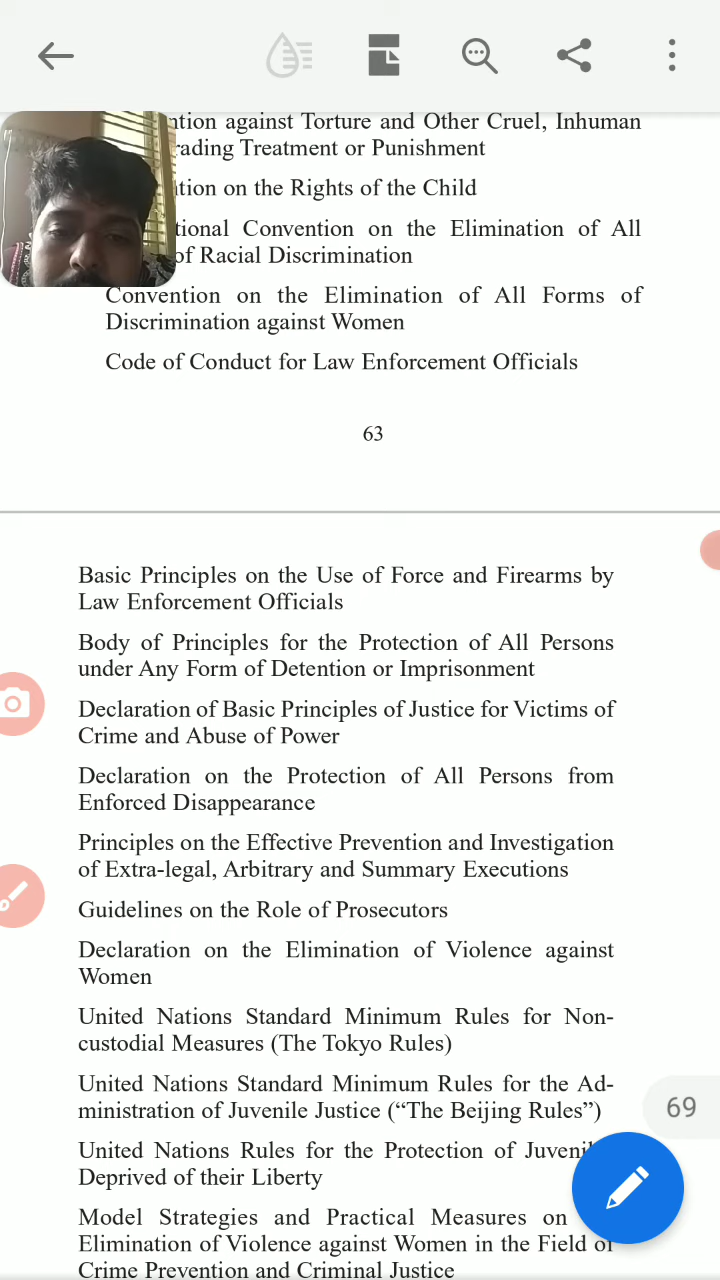 ntion against Torture and Other Cruel, Inhuman
rading Treatment or Punishment
tion on the Rights of the Child
tional Convention on the Elimination of All
of Racial Discrimination
Convention on the Elimination of All Forms of
Discrimination against Women
Code of Conduct for Law Enforcement Officials
63
Basic Principles on the Use of Force and Firearms by
Law Enforcement Officials
Body of Principles for the Protection of All Persons
under Any Form of Detention or Imprisonment
Declaration of Basic Principles of Justice for Victims of
Crime and Abuse of Power
Declaration on the Protection of All Persons from
Enforced Disappearance
Principles on the Effective Prevention and Investigation
of Extra-legal, Arbitrary and Summary Executions
Guidelines on the Role of Prosecutors
Declaration on the Elimination of Violence against
Women
United Nations Standard Minimum Rules for Non-
custodial Measures (The Tokyo Rules)
United Nations Standard Minimum Rules for the Ad-
69
ministration of Juvenile Justice (“The Beijing Rules”)
United Nations Rules for the Protection of Juveni
Deprived of their Liberty
Model Strategies and Practical Measures on
Elimination of Violence against Women in the Field of
Crime Prevention and Criminal Justice